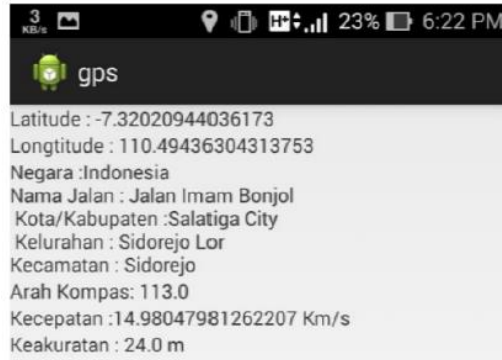 3
KB/s
H+ 23% 6:22 PM
gps
Latitude : -7.32020944036173
Longtitude : 110.49436304313753
Negara :Indonesia
Nama Jalan : Jalan Imam Bonjol
Kota/Kabupaten :Salatiga City
Kelurahan : Sidorejo Lor
Kecamatan : Sidorejo
Arah Kompas: 113.0
Kecepatan :14.98047981262207 Km/s
Keakuratan : 24.0 m